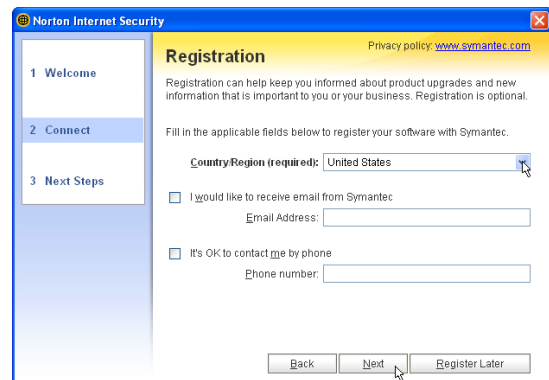 Norton Internet Security
1 Welcome
2 Connect
3 Next Steps
Privacy policy: www.symantec.com
Registration
Registration can help keep you informed about product upgrades and new
information that is important to you or your business. Registration is optional.
Fill in the applicable fields below to register your software with Symantec.
Country/Region (required): United States
I would like to receive email from Symantec
Email Address:
It's OK to contact me by phone
Phone number:
Back Next Register Later